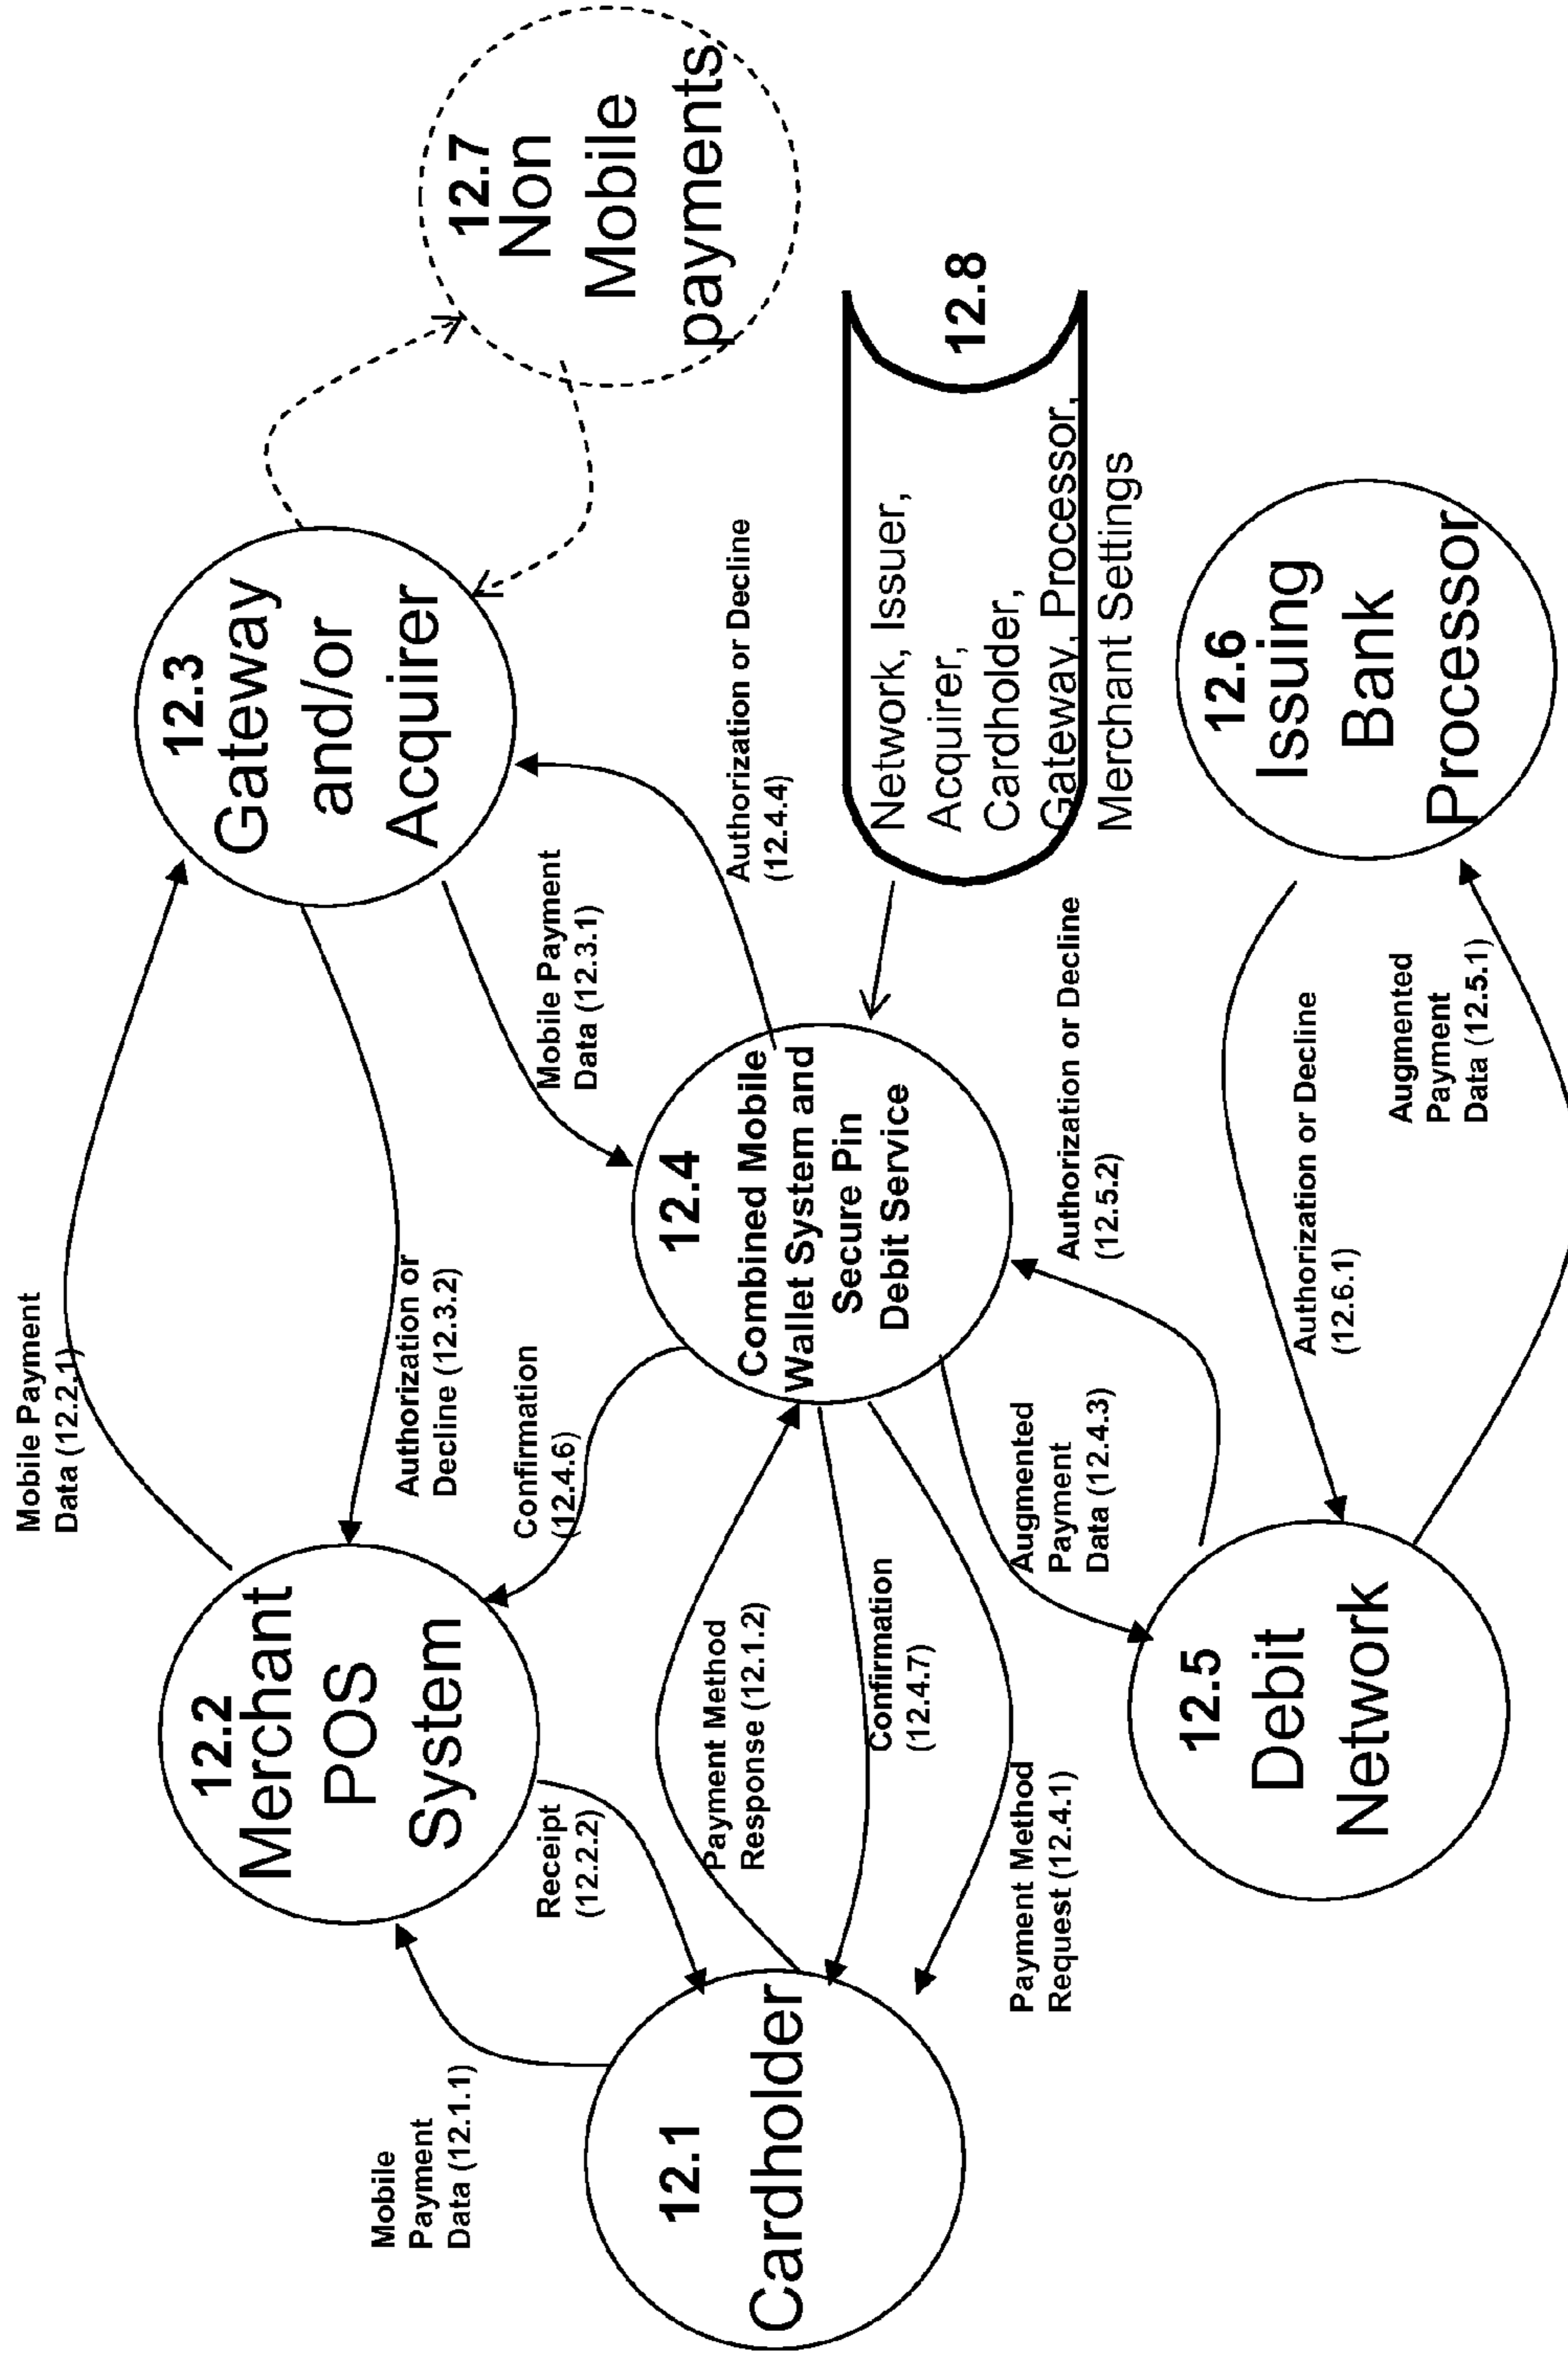 Mobile Payment
Data (12.2.1)
12.2
Merchant
POS
System
12.3
Gateway
and/or
Acquirer
Authorization or
Decline (12.3.2)
12.7
Non
Mobile
payments
Mobile
Payment
Data (12.1.1)
Receipt
(12.2.2)
Confirmation
(12.4.6)
Mobile Payment
Data (12.3.1)
Authorization or Decline
(12.4.4)
12.1
Cardholder
Payment Method
Response (12.1.2)
Confirmation
(12.4.7)
Payment Method
Request (12.4.1)
12.4
Combined Mobile
Wallet System and
Secure Pin
Debit Service
12.8
Network, Issuer,
Acquirer,
Cardholder,
Gateway, Processor,
Merchant Settings
Augmented
Payment
Data (12.4.3)
Authorization or Decline
(12.5.2)
12.5
Debit
Network
Authorization or Decline
(12.6.1)
Augmented
Payment
Data (12.5.1)
12.6
Issuing
Bank
Processor